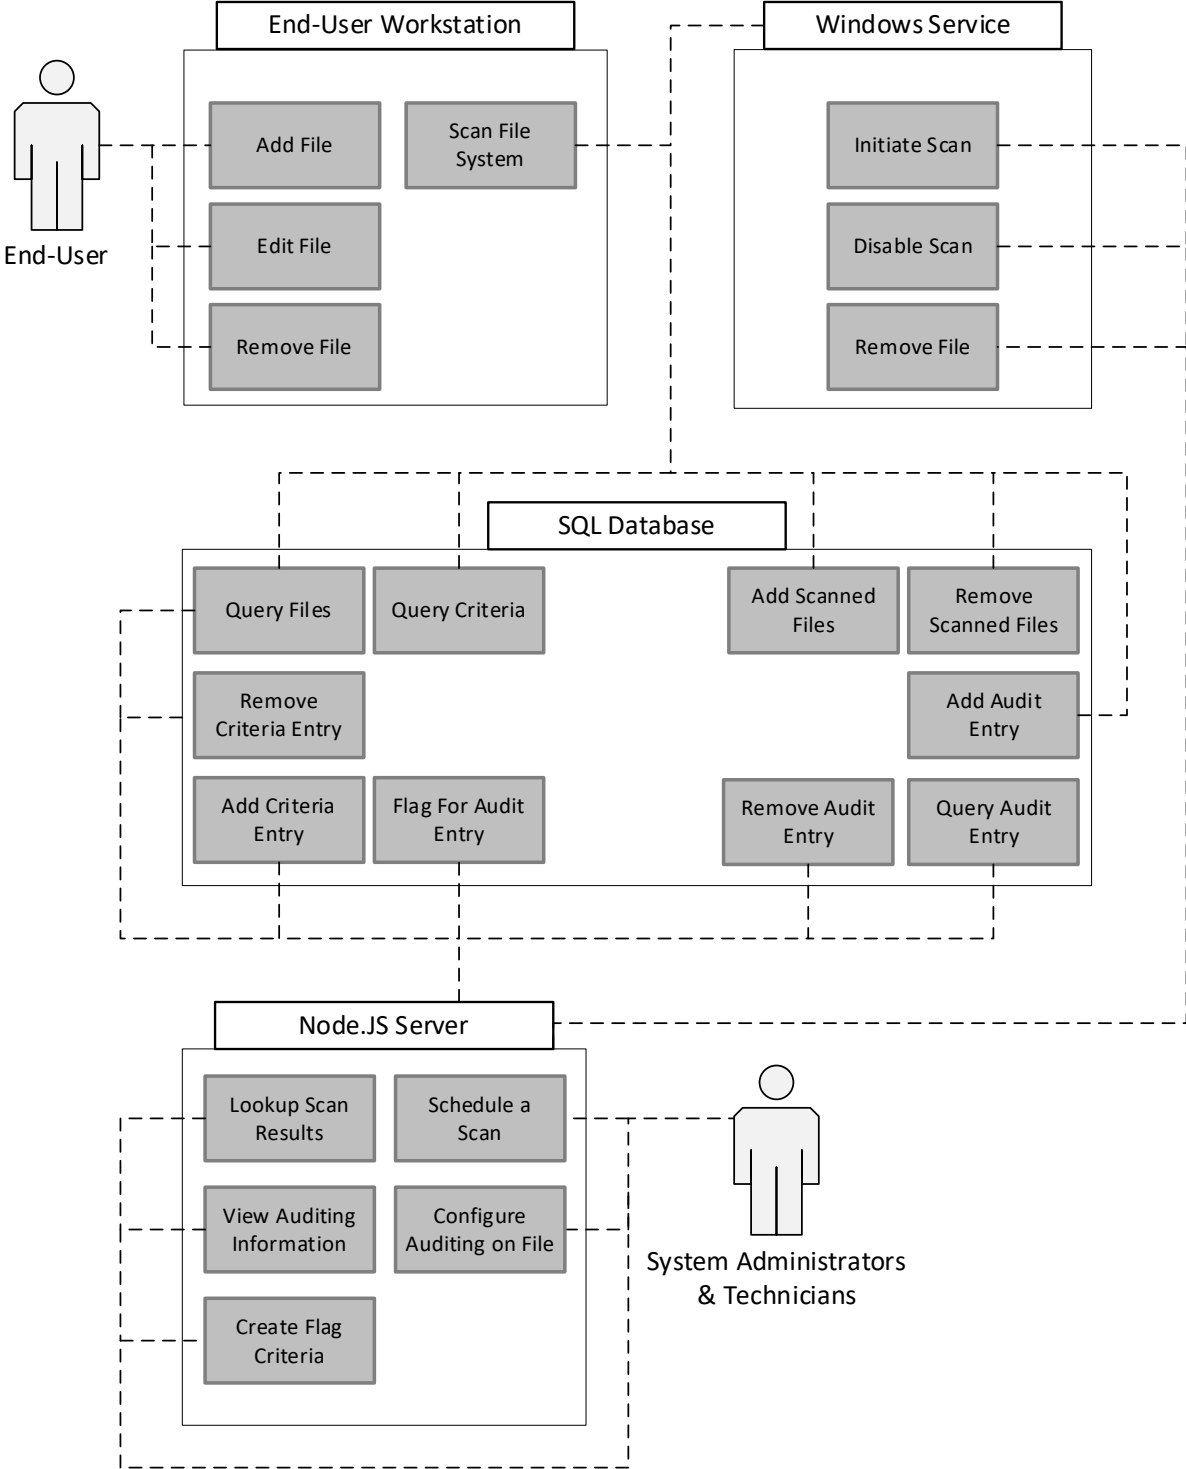 End-User Workstation
Windows Service
Add File
Scan File
System
Initiate Scan
Edit File
Disable Scan
End-User
Remove File
Remove File
SQL Database
Query Files
Query Criteria
Add Scanned
Files
Remove
Scanned Files
Remove
Criteria Entry
Add Audit
Entry
Add Criteria
Entry
Flag For Audit
Entry
Remove Audit
Entry
Query Audit
Entry
Node.JS Server
Lookup Scan
Results
Schedule a
Scan
View Auditing
Information
Configure
Auditing on File
System Administrators
& Technicians
Create Flag
Criteria